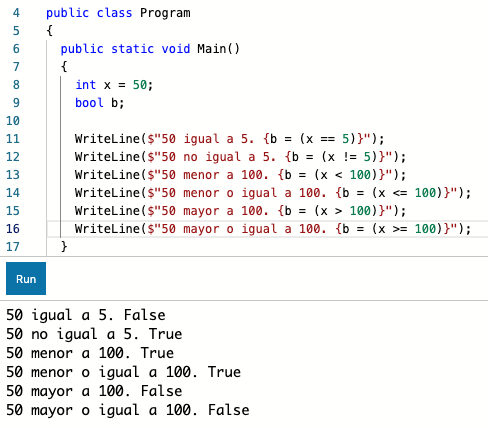 4 public class Program
5 {
6 public static void Main()
7 {
8 int x = 50;
9 bool b;
10
11 WriteLine($"50 igual a 5. {b = (x == 5)}");
12 WriteLine($"50 no igual a 5. {b = (x != 5)}");
13 WriteLine($"50 menor a 100. {b = (x < 100)}");
14 WriteLine($"50 menor o igual a 100. {b = (x <= 100)}");
15 WriteLine($"50 mayor a 100. {b = (x > 100)}");
16 WriteLine($"50 mayor o igual a 100. {b = (x >= 100)}");
17 }
Run
50 igual a 5. False
50 no igual a 5. True
50 menor a 100. True
50 menor o igual a 100. True
50 mayor a 100. False
50 mayor o igual a 100. False